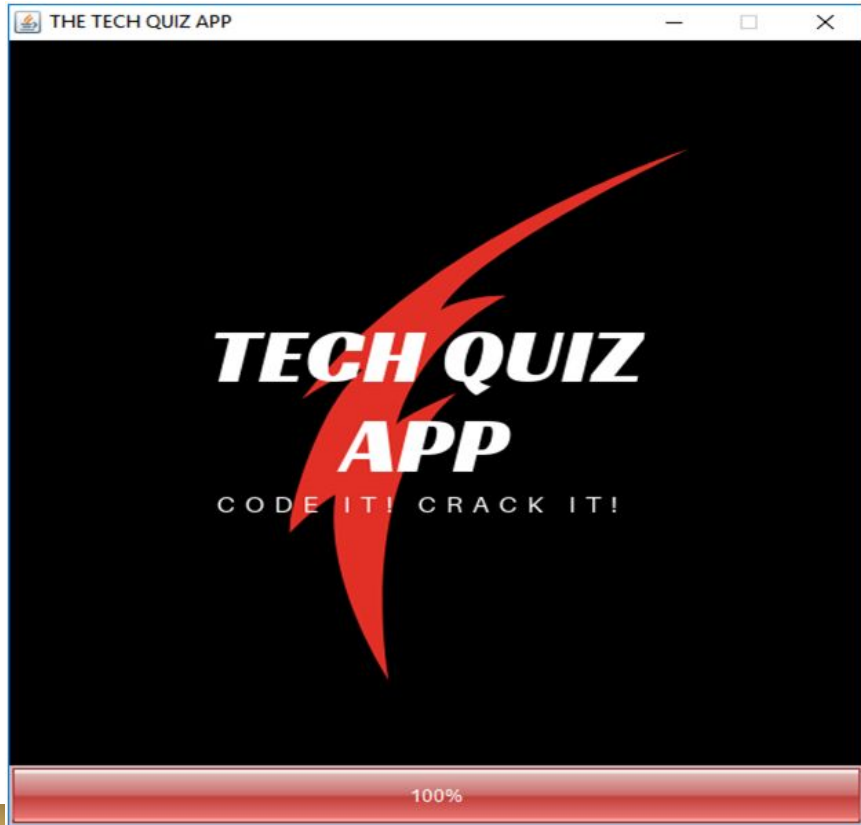 THE TECH QUIZ APP
TECH QUIZ
APP
CODE IT! CRACK IT!
100%